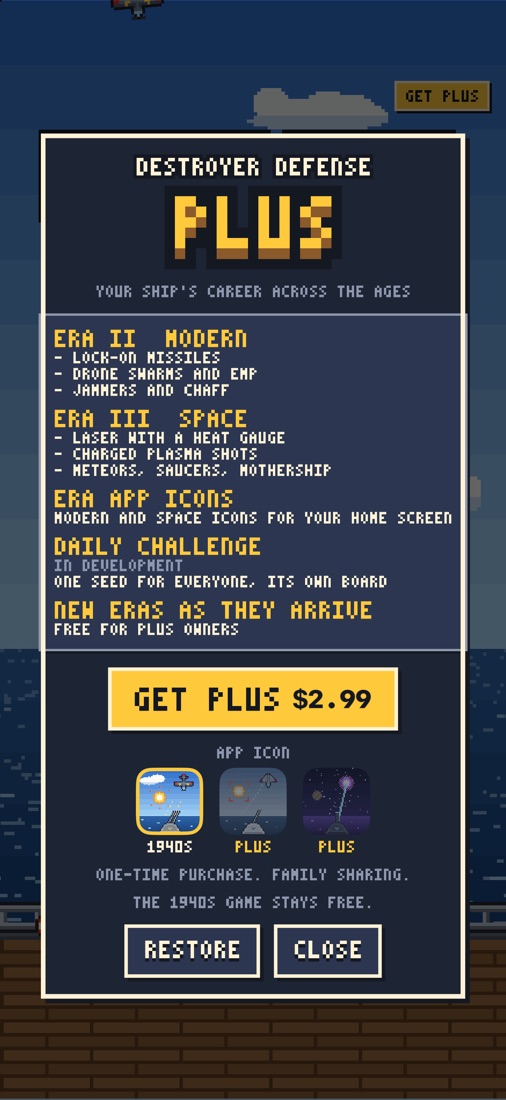 GET PLUS
DESTROYER DEFENSE
PLUS
YOUR SHIP'S CAREER ACROSS THE AGES
ERA II MODERN
- LOCK-ON MISSILES
- DRONE SWARMS AND EMP
- JAMMERS AND CHAFF
ERA III SPACE
- LASER WITH A HEAT GAUGE
- CHARGED PLASMA SHOTS
- METEORS, SAUCERS, MOTHERSHIP
ERA APP ICONS
MODERN AND SPACE ICONS FOR YOUR HOME SCREEN
DAILY CHALLENGE
IN DEVELOPMENT
ONE SEED FOR EVERYONE, ITS OWN BOARD
NEW ERAS AS THEY ARRIVE
FREE FOR PLUS OWNERS
GET PLUS $2.99
APP ICON
1940S PLUS PLUS
ONE-TIME PURCHASE. FAMILY SHARING.
THE 1940S GAME STAYS FREE.
RESTORE CLOSE